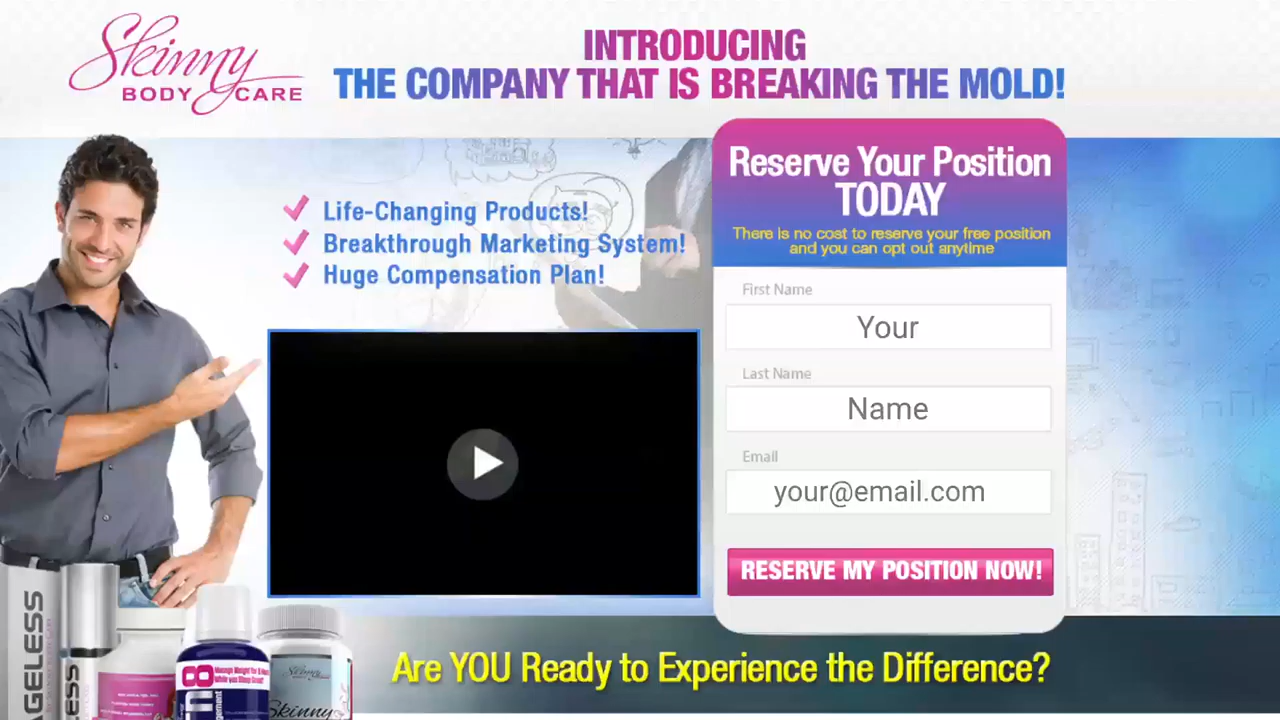 Skinny
BODY CARE
INTRODUCING
THE COMPANY THAT IS BREAKING THE MOLD!
Life-Changing Products!
Breakthrough Marketing System!
Huge Compensation Plan!
Reserve Your Position
TODAY
There is no cost to reserve your free position
and you can opt out anytime
First Name
Your
Last Name
Name
Email
your@email.com
RESERVE MY POSITION NOW!
Are YOU Ready to Experience the Difference?
AGELESS
Skinny